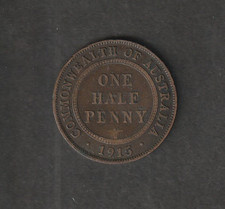 COMMONWEALTH OF AUSTRALIA
ONE
HALF
PENNY
· 1915 ·